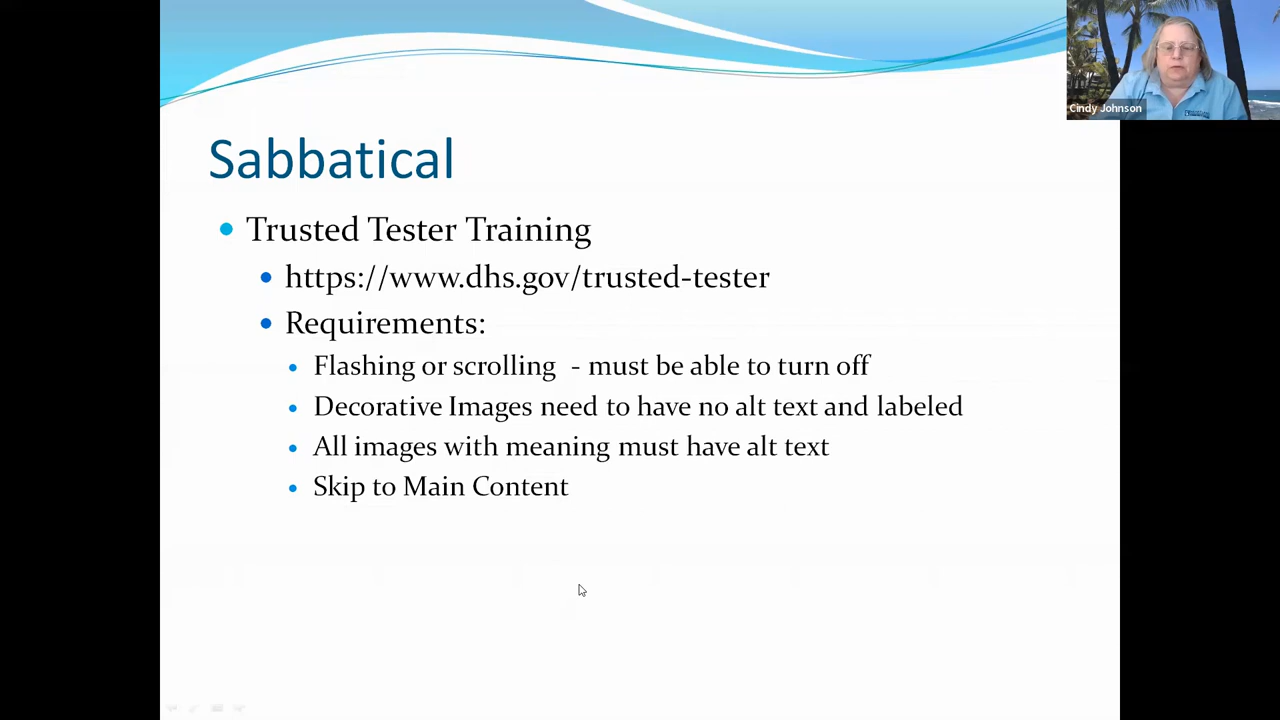 Cindy Johnson
Sabbatical
Trusted Tester Training
https://www.dhs.gov/trusted-tester
Requirements:
Flashing or scrolling - must be able to turn off
Decorative Images need to have no alt text and labeled
All images with meaning must have alt text
Skip to Main Content